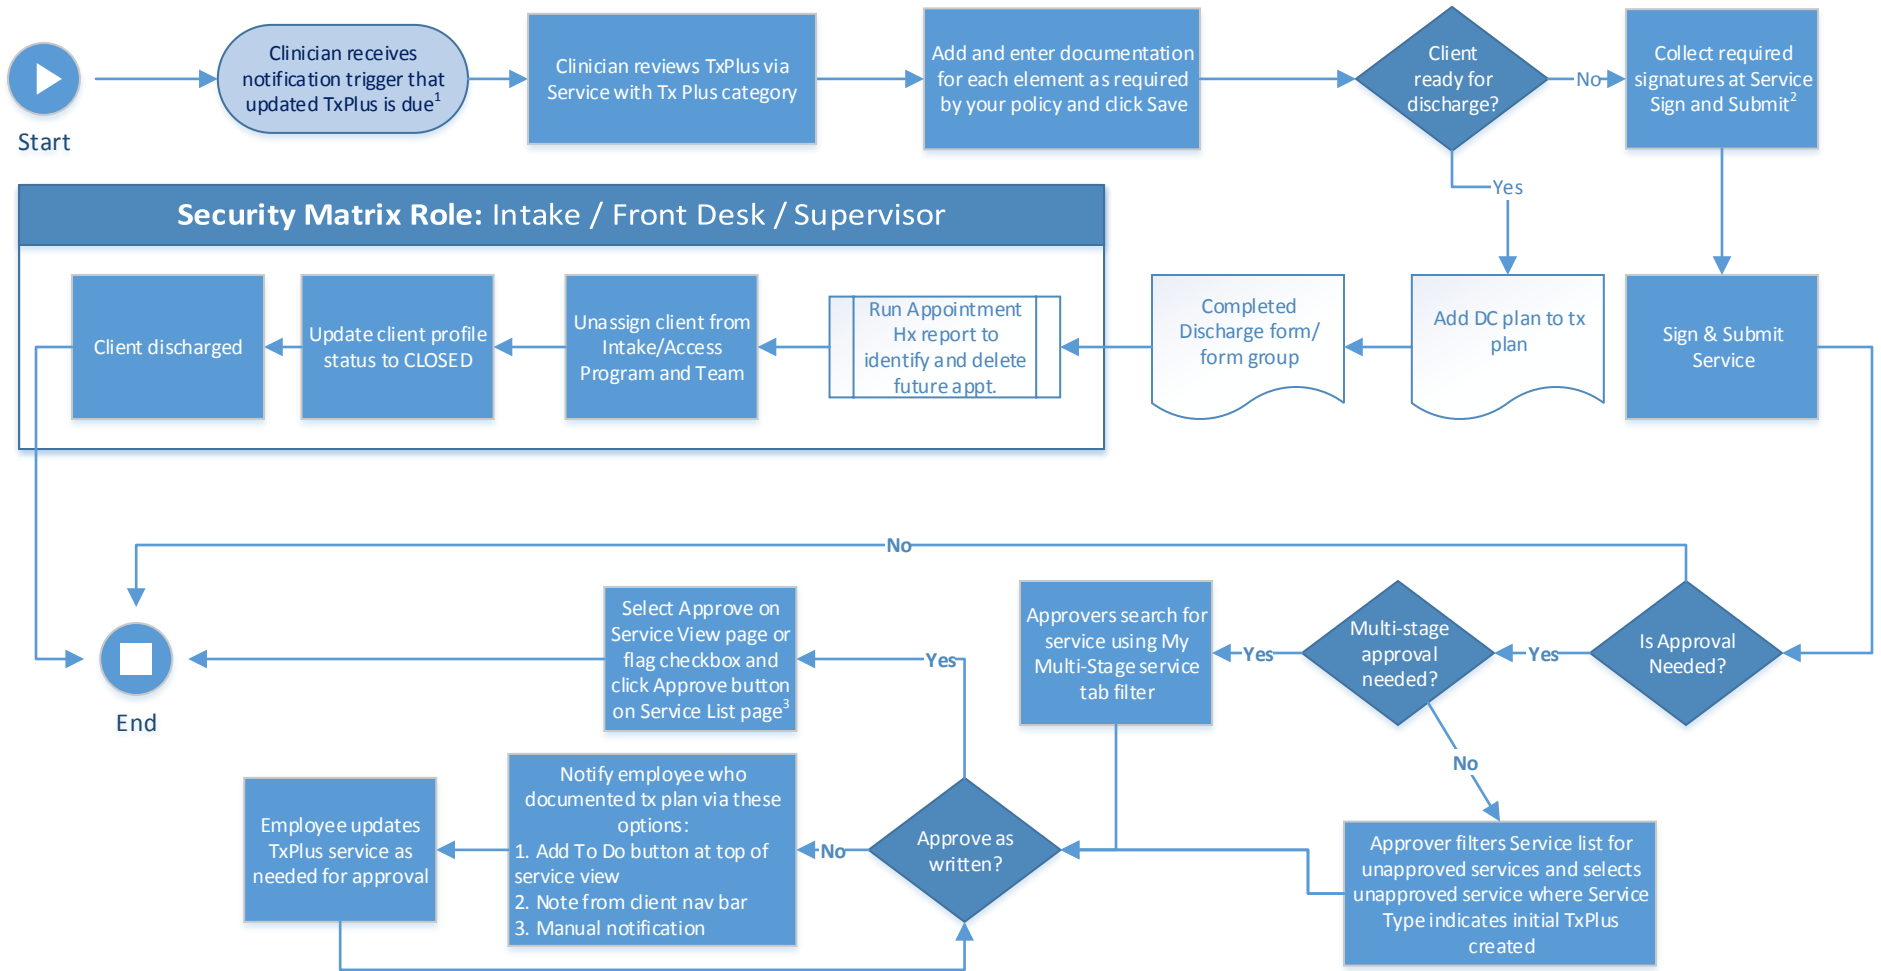 Start
Clinician receives
notification trigger that
updated TxPlus is due1
Clinician reviews TxPlus via
Service with Tx Plus category
Add and enter documentation
for each element as required
by your policy and click Save
Client
ready for
discharge?
No
Collect required
signatures at Service
Sign and Submit2
Yes
Security Matrix Role: Intake / Front Desk / Supervisor
Client discharged
Update client profile
status to CLOSED
Unassign client from
Intake/Access
Program and Team
Run Appointment
Hx report to
identify and delete
future appt.
Completed
Discharge form/
form group
Add DC plan to tx
plan
Sign & Submit
Service
No
End
Select Approve on
Service View page or
flag checkbox and
click Approve button
on Service List page3
Yes
Approvers search for
service using My
Multi-Stage service
tab filter
Yes
Multi-stage
approval
needed?
Yes
Is Approval
Needed?
No
Employee updates
TxPlus service as
needed for approval
Notify employee who
documented tx plan via these
options:
1. Add To Do button at top of
service view
2. Note from client nav bar
3. Manual notification
No
Approve as
written?
Approver filters Service list for
unapproved services and selects
unapproved service where Service
Type indicates initial TxPlus
created